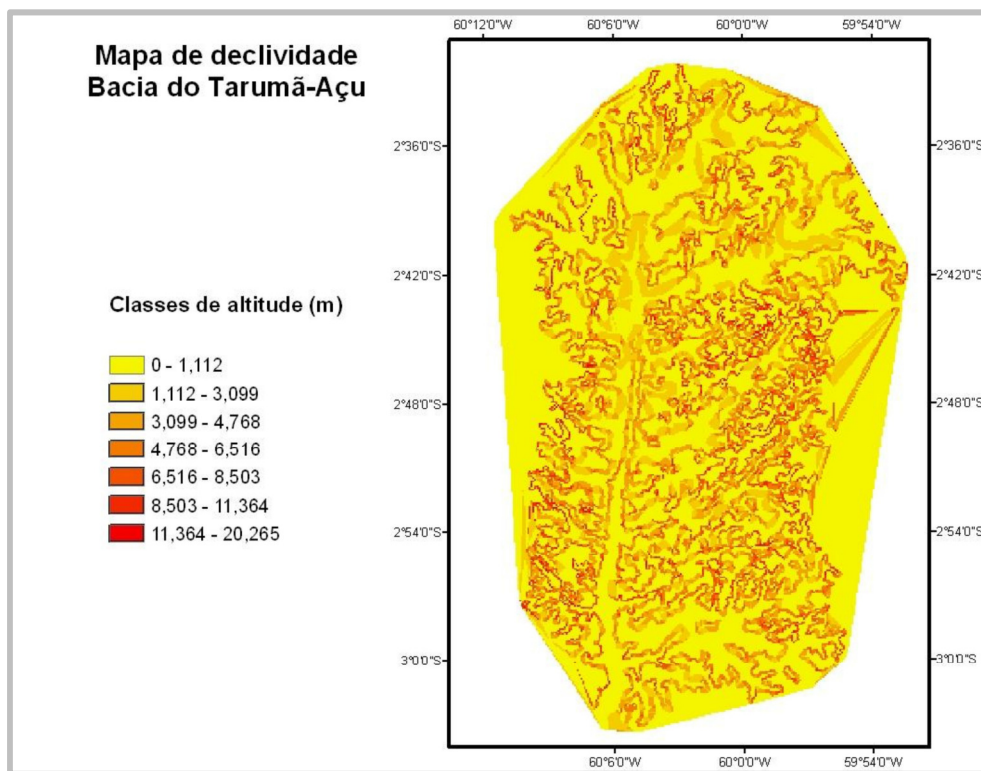 Mapa de declividade
Bacia do Tarumã-Açu
60°12'0"W 60°6'0"W 60°0'0"W 59°54'0"W
2°36'0"S 2°36'0"S
2°42'0"S 2°42'0"S
Classes de altitude (m)
0 - 1,112
1,112 - 3,099
3,099 - 4,768
4,768 - 6,516
6,516 - 8,503
8,503 - 11,364
11,364 - 20,265
2°48'0"S 2°48'0"S
2°54'0"S 2°54'0"S
3°0'0"S 3°0'0"S
60°6'0"W 60°0'0"W 59°54'0"W